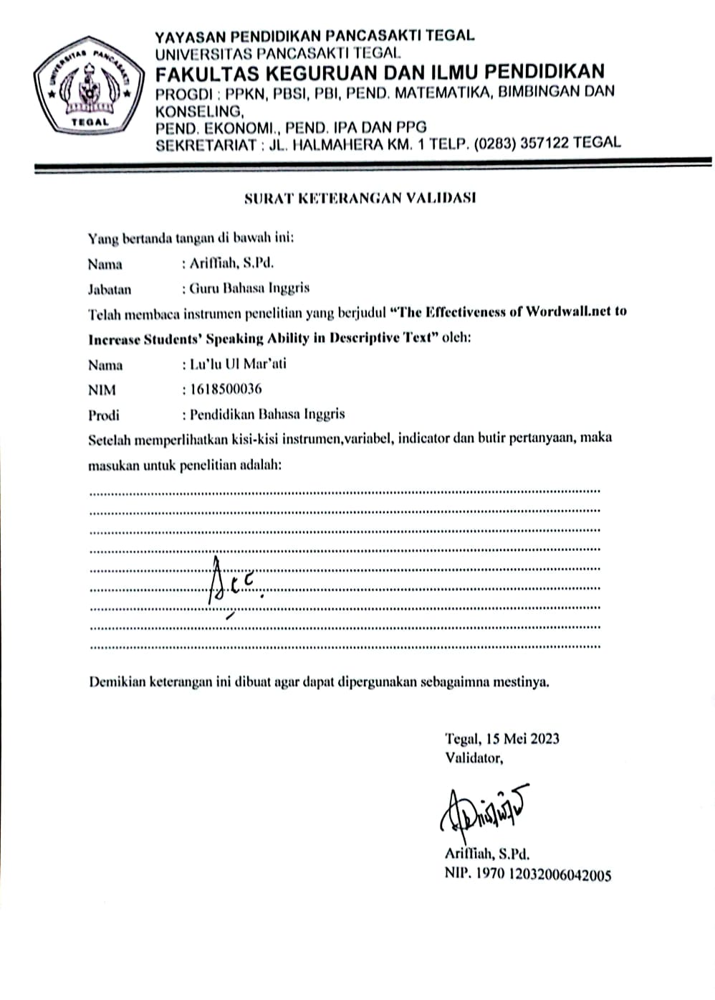 UNIVERSITAS PANCASAKTI
TEGAL
YAYASAN PENDIDIKAN PANCASAKTI TEGAL
UNIVERSITAS PANCASAKTI TEGAL
FAKULTAS KEGURUAN DAN ILMU PENDIDIKAN
PROGDI : PPKN, PBSI, PBI, PEND. MATEMATIKA, BIMBINGAN DAN
KONSELING,
PEND. EKONOMI., PEND. IPA DAN PPG
SEKRETARIAT : JL. HALMAHERA KM. 1 TELP. (0283) 357122 TEGAL
SURAT KETERANGAN VALIDASI
Yang bertanda tangan di bawah ini:
Nama : Ariffiah, S.Pd.
Jabatan : Guru Bahasa Inggris
Telah membaca instrumen penelitian yang berjudul “The Effectiveness of Wordwall.net to
Increase Students’ Speaking Ability in Descriptive Text” oleh:
Nama : Lu’lu Ul Mar’ati
NIM : 1618500036
Prodi : Pendidikan Bahasa Inggris
Setelah memperlihatkan kisi-kisi instrumen,variabel, indicator dan butir pertanyaan, maka
masukan untuk penelitian adalah:
Acc.
Demikian keterangan ini dibuat agar dapat dipergunakan sebagaimna mestinya.
Tegal, 15 Mei 2023
Validator,
Ariffiah, S.Pd.
NIP. 1970 12032006042005